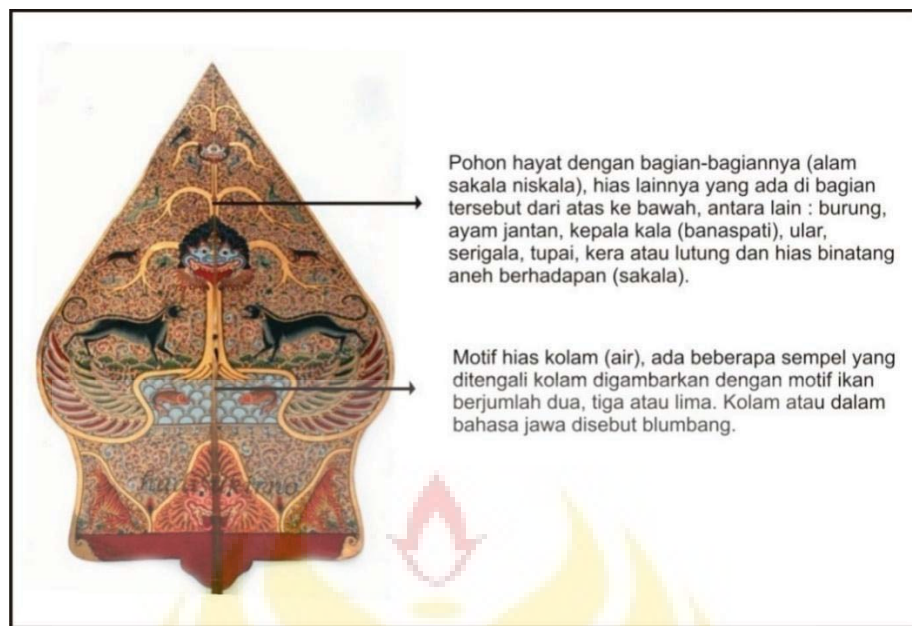 Pohon hayat dengan bagian-bagiannya (alam
sakala niskala), hias lainnya yang ada di bagian
tersebut dari atas ke bawah, antara lain : burung,
ayam jantan, kepala kala (banaspati), ular,
serigala, tupai, kera atau lutung dan hias binatang
aneh berhadapan (sakala).
Motif hias kolam (air), ada beberapa sempel yang
ditengali kolam digambarkan dengan motif ikan
berjumlah dua, tiga atau lima. Kolam atau dalam
bahasa jawa disebut blumbang.